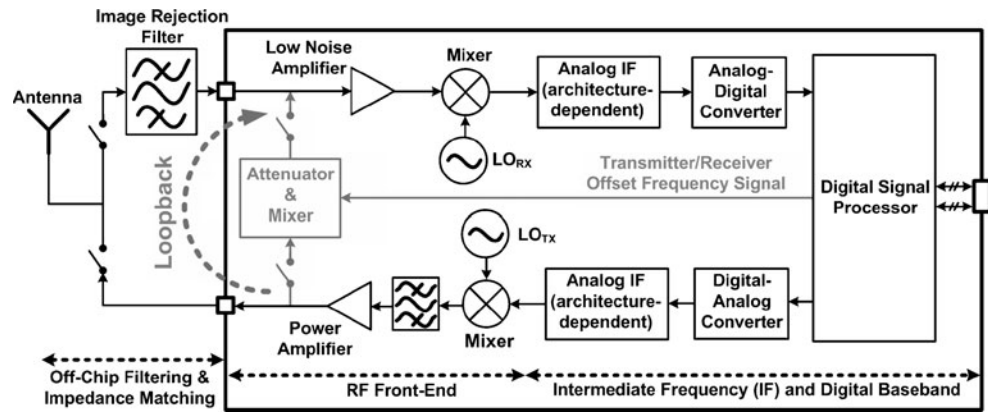 Image Rejection
Filter
Antenna
Low Noise
Amplifier
Mixer
Analog IF
(architecture-
dependent)
Analog-
Digital
Converter
LORX
Loopback
Attenuator
&
Mixer
Transmitter/Receiver
Offset Frequency Signal
Digital Signal
Processor
LOTX
Power
Amplifier
Mixer
Analog IF
(architecture-
dependent)
Digital-
Analog
Converter
Off-Chip Filtering &
Impedance Matching
RF Front-End
Intermediate Frequency (IF) and Digital Baseband